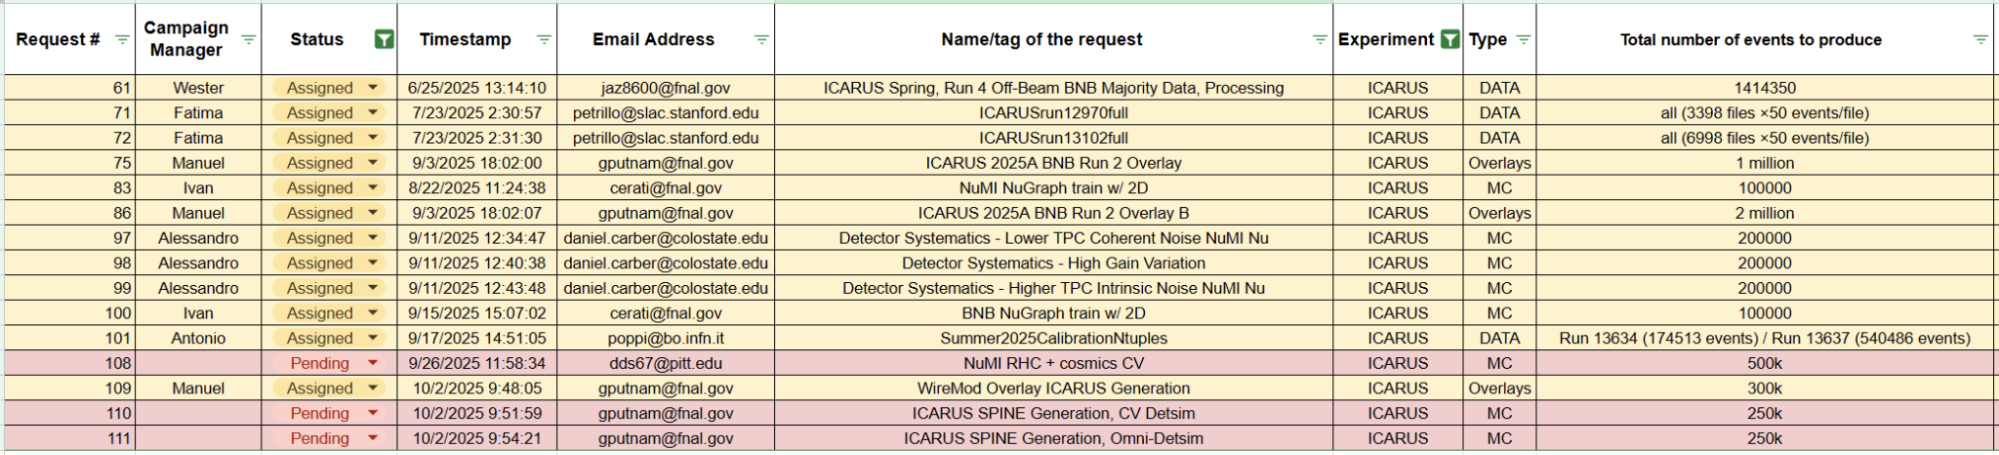 Request # Campaign Manager Status Timestamp Email Address Name/tag of the request Experiment Type Total number of events to produce
61 Wester Assigned 6/25/2025 13:14:10 jaz8600@fnal.gov ICARUS Spring, Run 4 Off-Beam BNB Majority Data, Processing ICARUS DATA 1414350
71 Fatima Assigned 7/23/2025 2:30:57 petrillo@slac.stanford.edu ICARUSrun12970full ICARUS DATA all (3398 files ×50 events/file)
72 Fatima Assigned 7/23/2025 2:31:30 petrillo@slac.stanford.edu ICARUSrun13102full ICARUS DATA all (6998 files ×50 events/file)
75 Manuel Assigned 9/3/2025 18:02:00 gputnam@fnal.gov ICARUS 2025A BNB Run 2 Overlay ICARUS Overlays 1 million
83 Ivan Assigned 8/22/2025 11:24:38 cerati@fnal.gov NuMI NuGraph train w/ 2D ICARUS MC 100000
86 Manuel Assigned 9/3/2025 18:02:07 gputnam@fnal.gov ICARUS 2025A BNB Run 2 Overlay B ICARUS Overlays 2 million
97 Alessandro Assigned 9/11/2025 12:34:47 daniel.carber@colostate.edu Detector Systematics - Lower TPC Coherent Noise NuMI Nu ICARUS MC 200000
98 Alessandro Assigned 9/11/2025 12:40:38 daniel.carber@colostate.edu Detector Systematics - High Gain Variation ICARUS MC 200000
99 Alessandro Assigned 9/11/2025 12:43:48 daniel.carber@colostate.edu Detector Systematics - Higher TPC Intrinsic Noise NuMI Nu ICARUS MC 200000
100 Ivan Assigned 9/15/2025 15:07:02 cerati@fnal.gov BNB NuGraph train w/ 2D ICARUS MC 100000
101 Antonio Assigned 9/17/2025 14:51:05 poppi@bo.infn.it Summer2025CalibrationNtuples ICARUS DATA Run 13634 (174513 events) / Run 13637 (540486 events)
108 Pending 9/26/2025 11:58:34 dds67@pitt.edu NuMI RHC + cosmics CV ICARUS MC 500k
109 Manuel Assigned 10/2/2025 9:48:05 gputnam@fnal.gov WireMod Overlay ICARUS Generation ICARUS Overlays 300k
110 Pending 10/2/2025 9:51:59 gputnam@fnal.gov ICARUS SPINE Generation, CV Detsim ICARUS MC 250k
111 Pending 10/2/2025 9:54:21 gputnam@fnal.gov ICARUS SPINE Generation, Omni-Detsim ICARUS MC 250k